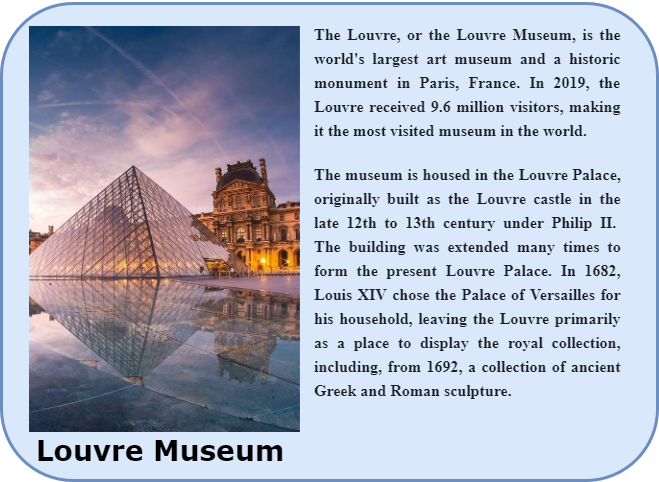 The Louvre, or the Louvre Museum, is the
world's largest art museum and a historic
monument in Paris, France. In 2019, the
Louvre received 9.6 million visitors, making
it the most visited museum in the world.
The museum is housed in the Louvre Palace,
originally built as the Louvre castle in the
late 12th to 13th century under Philip II.
The building was extended many times to
form the present Louvre Palace. In 1682,
Louis XIV chose the Palace of Versailles for
his household, leaving the Louvre primarily
as a place to display the royal collection,
including, from 1692, a collection of ancient
Greek and Roman sculpture.
Louvre Museum